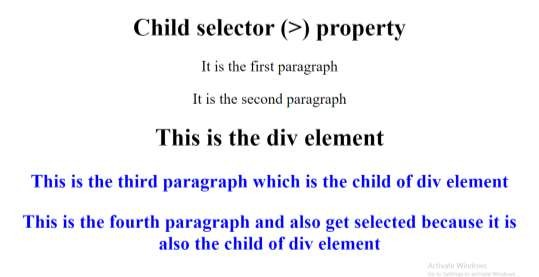 Child selector (>) property
It is the first paragraph
It is the second paragraph
This is the div element
This is the third paragraph which is the child of div element
This is the fourth paragraph and also get selected because it is
also the child of div element
Activate Windows
Go to Settings to activate Windows.